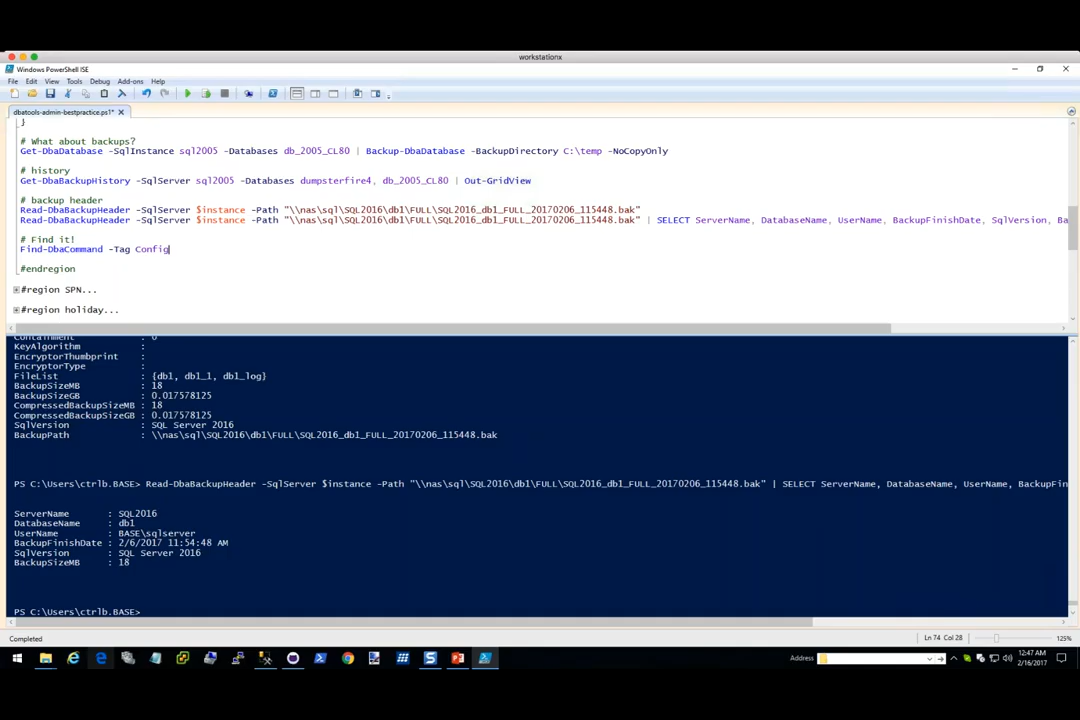 workstationx
Windows PowerShell ISE
File Edit View Tools Debug Add-ons Help
dbatools-admin-bestpractice.ps1*
}
# What about backups?
Get-DbaDatabase -SqlInstance sql2005 -Databases db_2005_CL80 | Backup-DbaDatabase -BackupDirectory C:\temp -NoCopyOnly
# history
Get-DbaBackupHistory -SqlServer sql2005 -Databases dumpsterfire4, db_2005_CL80 | Out-GridView
# backup header
Read-DbaBackupHeader -SqlServer $instance -Path "\\nas\sql\SQL2016\db1\FULL\SQL2016_db1_FULL_20170206_115448.bak"
Read-DbaBackupHeader -SqlServer $instance -Path "\\nas\sql\SQL2016\db1\FULL\SQL2016_db1_FULL_20170206_115448.bak" | SELECT ServerName, DatabaseName, UserName, BackupFinishDate, SqlVersion, Ba
# Find it!
Find-DbaCommand -Tag Config
#endregion
#region SPN...
#region holiday...
Containment : 0
KeyAlgorithm :
EncryptorThumbprint :
EncryptorType :
FileList : {db1, db1_1, db1_log}
BackupSizeMB : 18
BackupSizeGB : 0.017578125
CompressedBackupSizeMB : 18
CompressedBackupSizeGB : 0.017578125
SqlVersion : SQL Server 2016
BackupPath : \\nas\sql\SQL2016\db1\FULL\SQL2016_db1_FULL_20170206_115448.bak
PS C:\Users\ctrlb.BASE> Read-DbaBackupHeader -SqlServer $instance -Path "\\nas\sql\SQL2016\db1\FULL\SQL2016_db1_FULL_20170206_115448.bak" | SELECT ServerName, DatabaseName, UserName, BackupFin
ServerName : SQL2016
DatabaseName : db1
UserName : BASE\sqlserver
BackupFinishDate : 2/6/2017 11:54:48 AM
SqlVersion : SQL Server 2016
BackupSizeMB : 18
PS C:\Users\ctrlb.BASE>
Completed Ln 74 Col 28 125%
Address 12:47 AM
2/16/2017